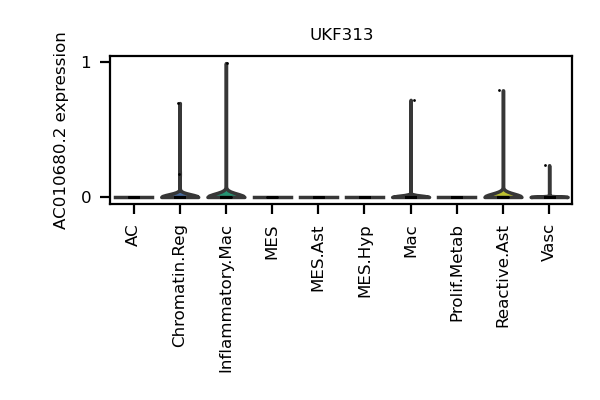 UKF313
AC010680.2 expression
1
0
AC
Chromatin.Reg
Inflammatory.Mac
MES
MES.Ast
MES.Hyp
Mac
Prolif.Metab
Reactive.Ast
Vasc